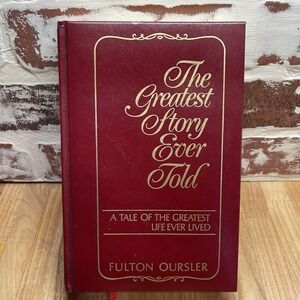 The
Greatest
Story
Ever
Told
A TALE OF THE GREATEST
LIFE EVER LIVED
FULTON OURSLER